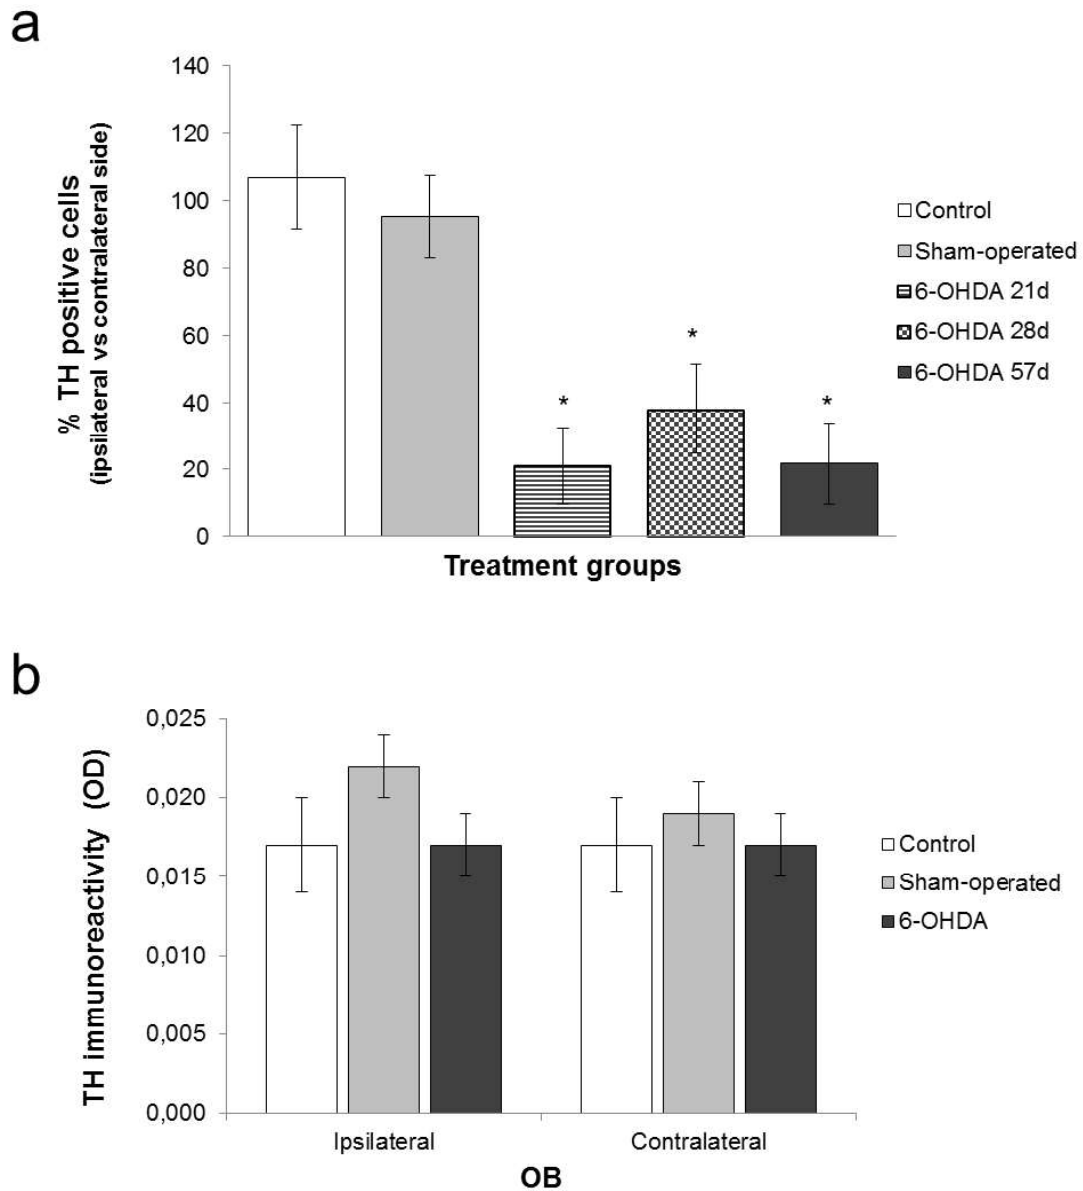 a
140
120
100
80
60
40
20
0
% TH positive cells
(ipsilateral vs contralateral side)
*
*
*
Treatment groups
Control
Sham-operated
6-OHDA 21d
6-OHDA 28d
6-OHDA 57d
b
0,025
0,020
0,015
0,010
0,005
0,000
TH immunoreactivity (OD)
Ipsilateral
Contralateral
OB
Control
Sham-operated
6-OHDA